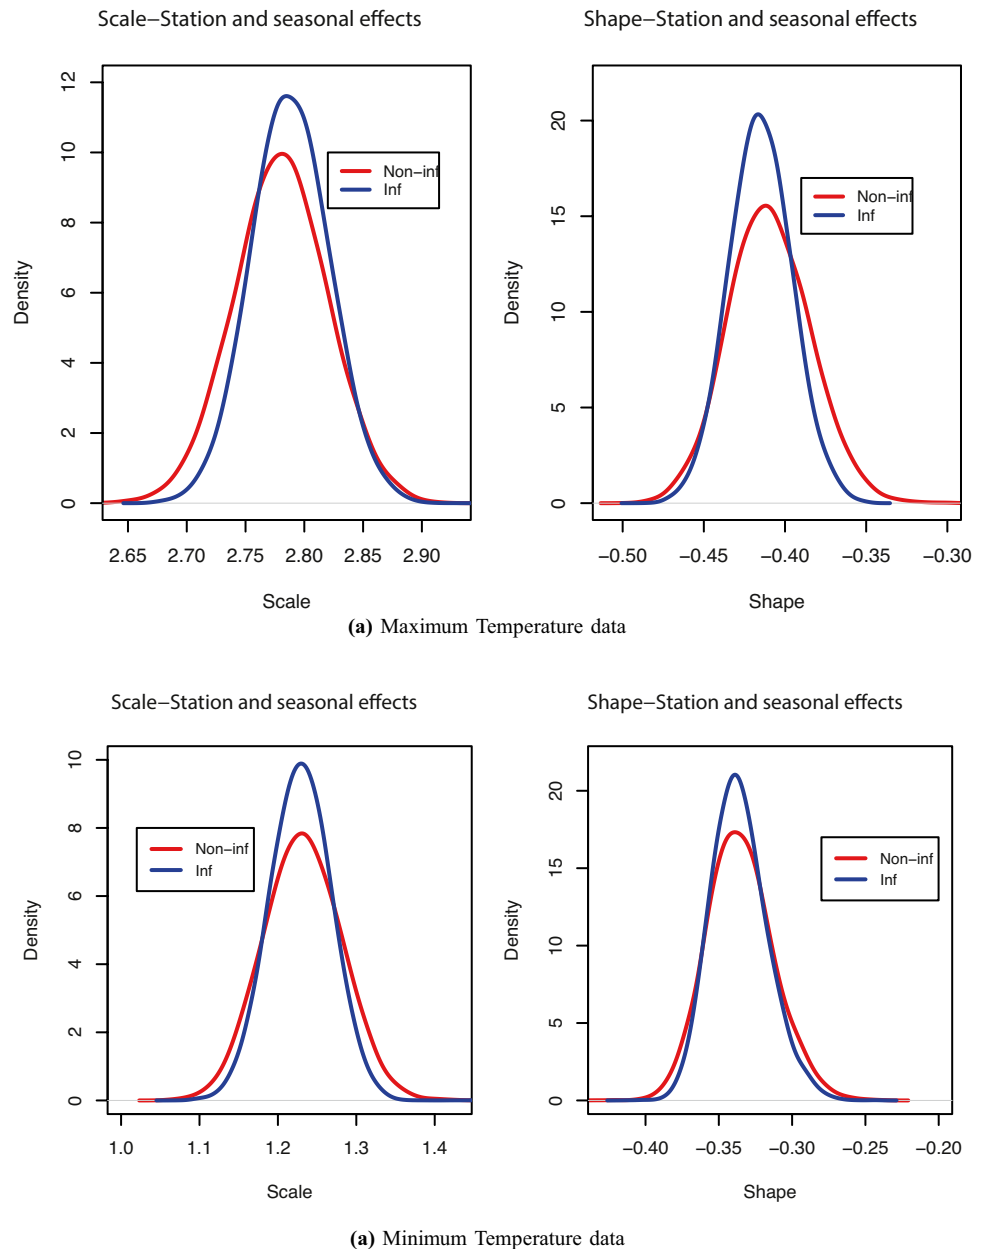 Scale–Station and seasonal effects
Shape–Station and seasonal effects
Density
12
10
8
6
4
2
0
Non−inf
Inf
2.65 2.70 2.75 2.80 2.85 2.90
Scale
Density
20
15
10
5
0
Non−inf
Inf
−0.50 −0.45 −0.40 −0.35 −0.30
Shape
(a) Maximum Temperature data
Scale–Station and seasonal effects
Shape–Station and seasonal effects
Density
10
8
6
4
2
0
Non−inf
Inf
1.0 1.1 1.2 1.3 1.4
Scale
Density
20
15
10
5
0
Non−inf
Inf
−0.40 −0.35 −0.30 −0.25 −0.20
Shape
(a) Minimum Temperature data